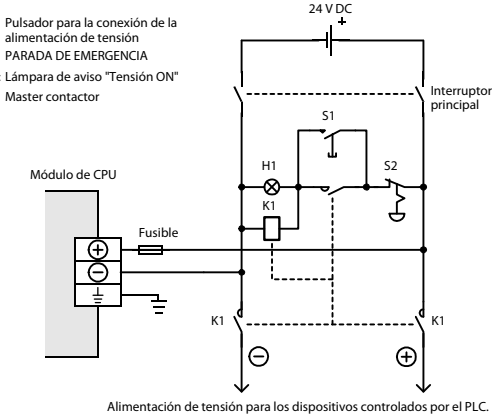 24 V DC
+
Pulsador para la conexión de la
alimentación de tensión
PARADA DE EMERGENCIA
: Lámpara de aviso "Tensión ON"
Master contactor
Interruptor
principal
S1
H1
S2
K1
Módulo de CPU
Fusible
K1
K1
Alimentación de tensión para los dispositivos controlados por el PLC.